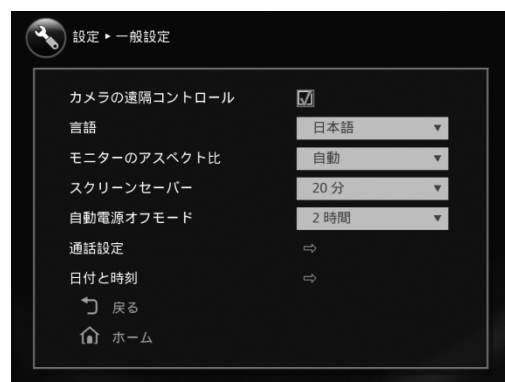 設定 ▸ 一般設定
カメラの遠隔コントロール
言語 日本語
モニターのアスペクト比 自動
スクリーンセーバー 20 分
自動電源オフモード 2 時間
通話設定 ⇨
日付と時刻 ⇨
戻る
ホーム